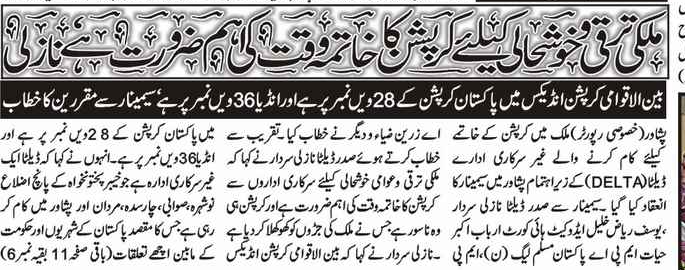 ملکی ترقی و خوشحالی کیلئے کرپشن کا خاتمہ وقت کی اہم ضرورت ہے نازلی
بین الاقوامی کرپشن انڈیکس میں پاکستان کرپشن کے 28 ویں نمبر پر ہے اور انڈیا 36 ویں نمبر پر ہے، سیمینار سے مقررین کا خطاب
پشاور (خصوصی رپورٹر) ملک میں کرپشن کے خاتمے
کیلئے کام کرنے والے غیر سرکاری ادارے
ڈیلٹا (DELTA) کے زیر اہتمام پشاور میں سیمینار کا
انعقاد کیا گیا۔ سیمینار سے صدر ڈیلٹا نازلی سردار
، یوسف ریاض خلیل ایڈوکیٹ ہائی کورٹ ارباب اکبر
حیات ایم پی اے پاکستان مسلم لیگ (ن)، ایم پی
اے زرین ضیاء و دیگر نے خطاب کیا۔ تقریب سے
خطاب کرتے ہوئے صدر ڈیلٹا نازلی سردار نے کہا کہ
ملکی ترقی وعوامی خوشحالی کیلئے سرکاری اداروں سے
کرپشن کا خاتمہ وقت کی اہم ضرورت ہے اور کرپشن ہی
وہ ناسور ہے جس نے ملک کی جڑوں کو کھوکھلا کر دیا ہے
۔ نازلی سردار نے کہا کہ بین الاقوامی کرپشن انڈیکس
میں پاکستان کرپشن کے 28 ویں نمبر پر ہے اور
انڈیا 36 ویں نمبر پر ہے۔ انہوں نے کہا کہ ڈیلٹا ایک
غیر سرکاری ادارہ ہے جو خیبر پختونخواہ کے پانچ اضلاع
نوشہرہ، صوابی، چارسدہ، مردان اور پشاور میں کام کر
رہی ہے جس کا مقصد پاکستان کے شہریوں اور حکومت
کے مابین اچھے تعلقات (باقی صفحہ 11 بقیہ نمبر 6)